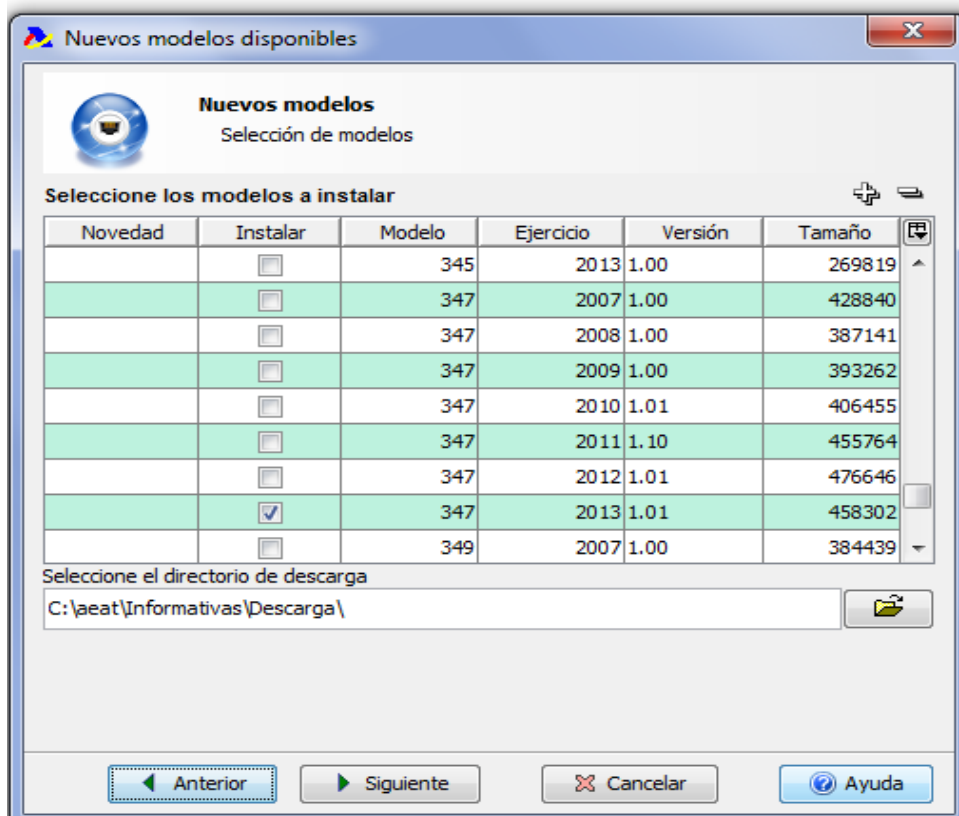 Nuevos modelos disponibles
Nuevos modelos
Selección de modelos
Seleccione los modelos a instalar
Novedad Instalar Modelo Ejercicio Versión Tamaño
345 2013 1.00 269819
347 2007 1.00 428840
347 2008 1.00 387141
347 2009 1.00 393262
347 2010 1.01 406455
347 2011 1.10 455764
347 2012 1.01 476646
347 2013 1.01 458302
349 2007 1.00 384439
Seleccione el directorio de descarga
C:\aeat\Informativas\Descarga\
Anterior Siguiente Cancelar Ayuda